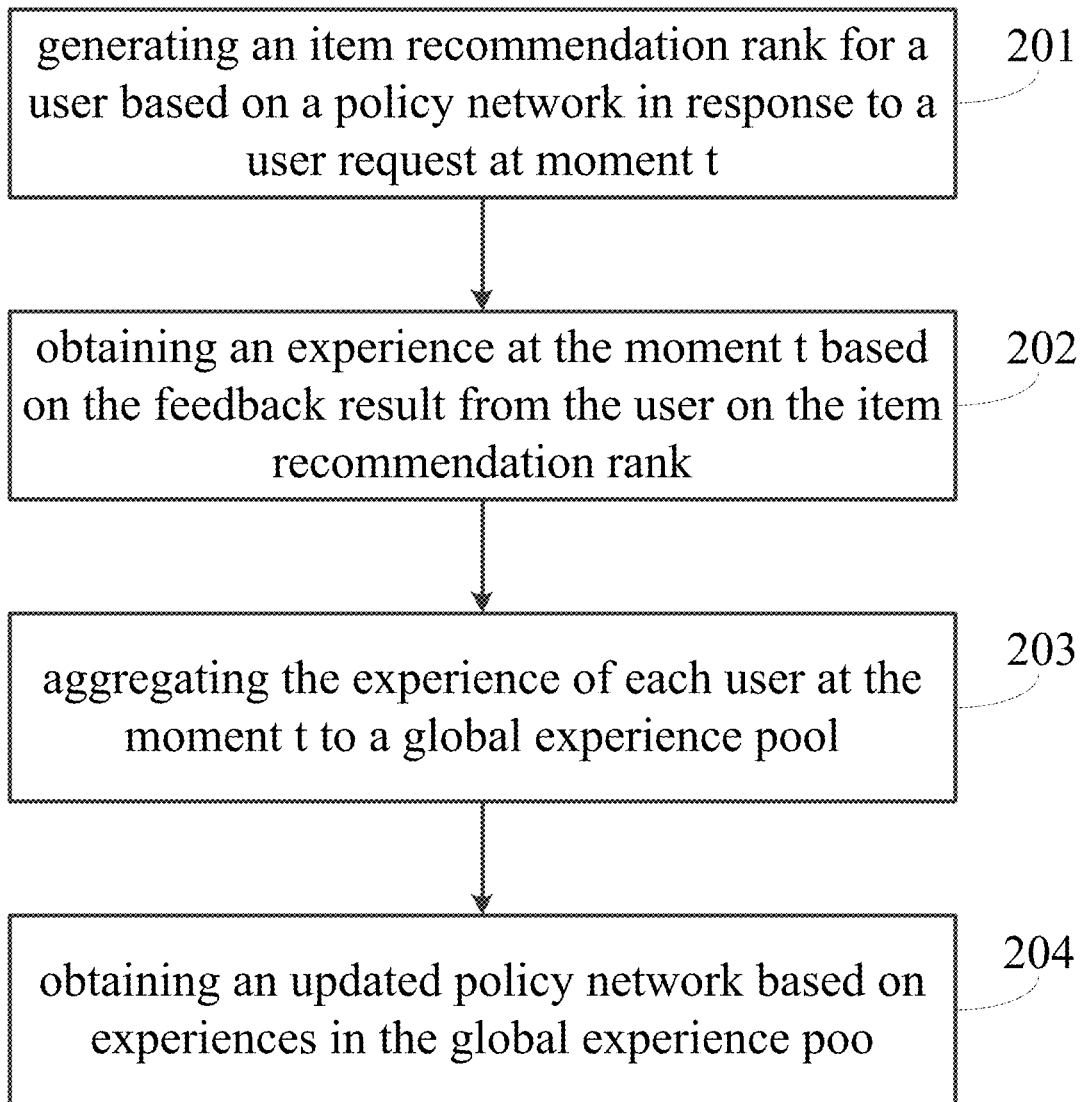 generating an item recommendation rank for a
user based on a policy network in response to a
user request at moment t
201
obtaining an experience at the moment t based
on the feedback result from the user on the item
recommendation rank
202
aggregating the experience of each user at the
moment t to a global experience pool
203
obtaining an updated policy network based on
experiences in the global experience poo
204